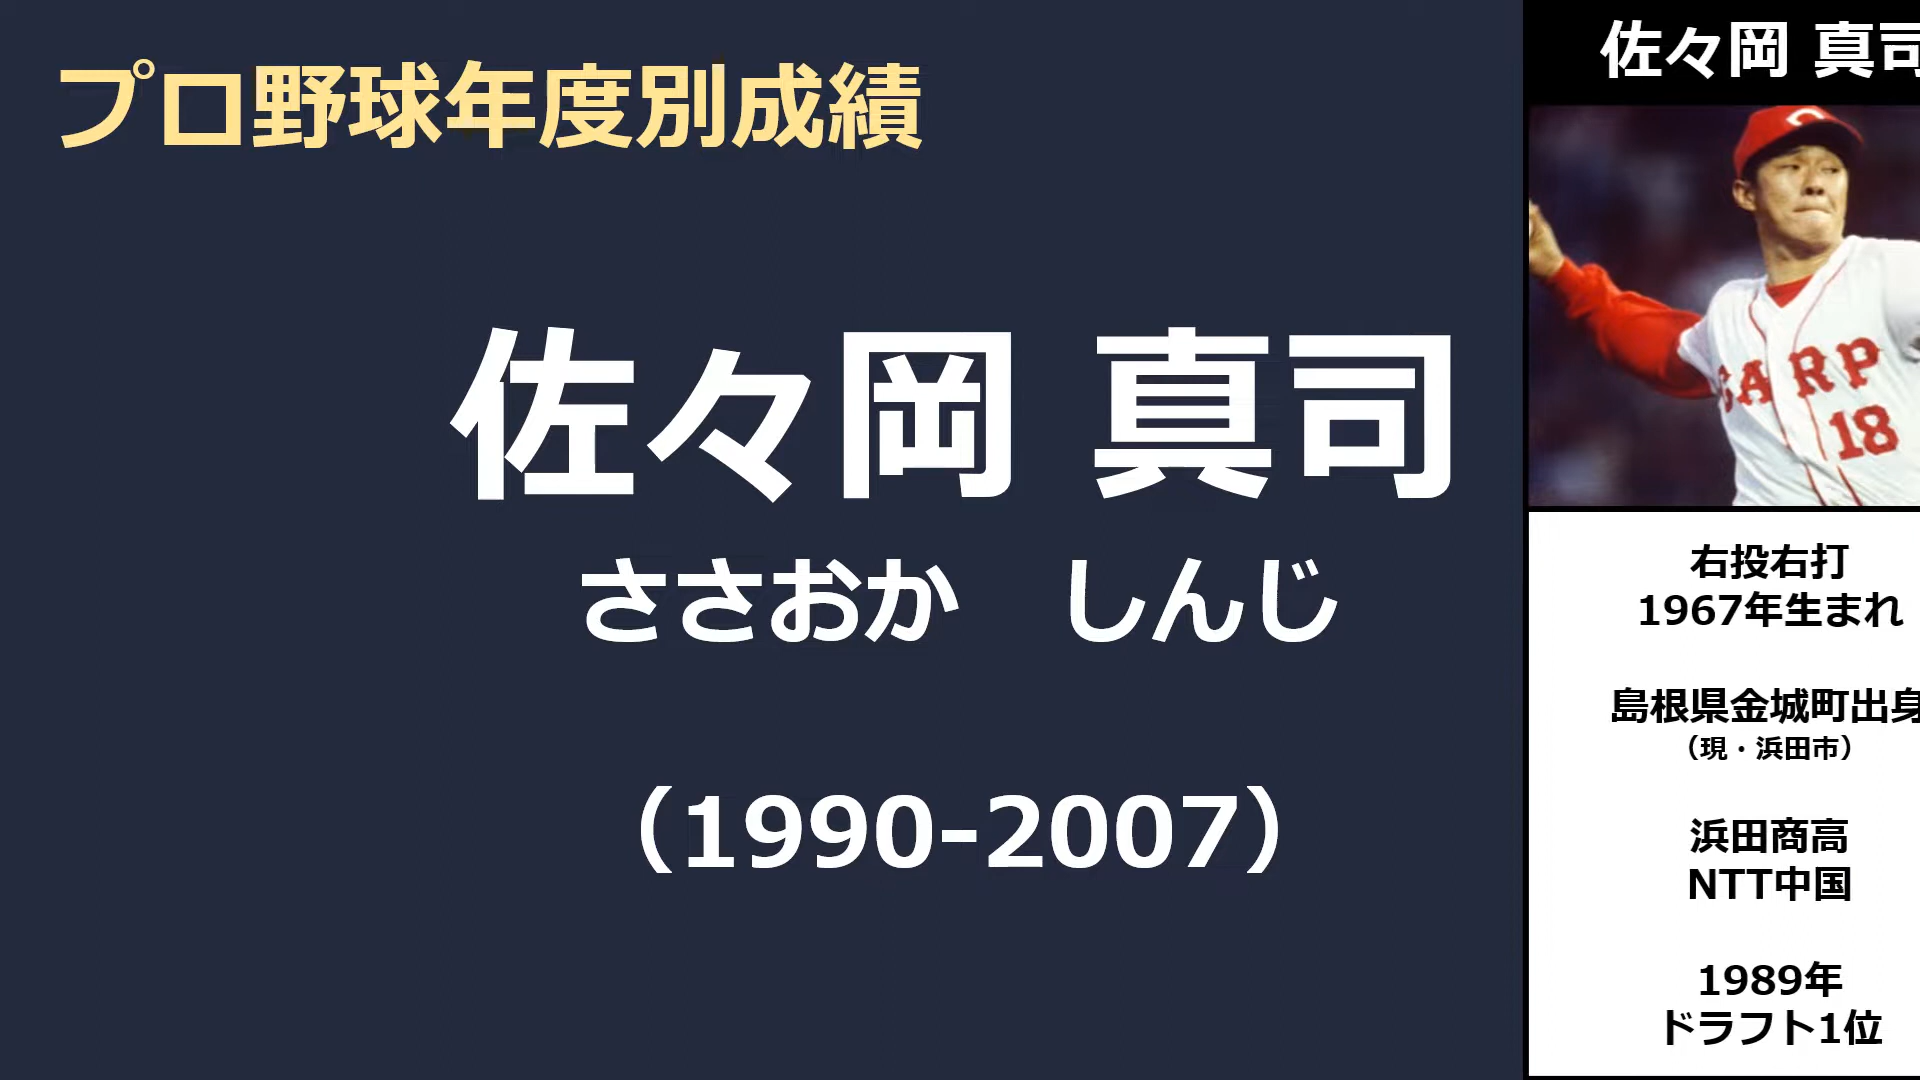 プロ野球年度別成績
佐々岡 真司
ささおか　しんじ
（1990-2007）
佐々岡 真司
CARP
18
右投右打
1967年生まれ
島根県金城町出身
（現・浜田市）
浜田商高
NTT中国
1989年
ドラフト1位